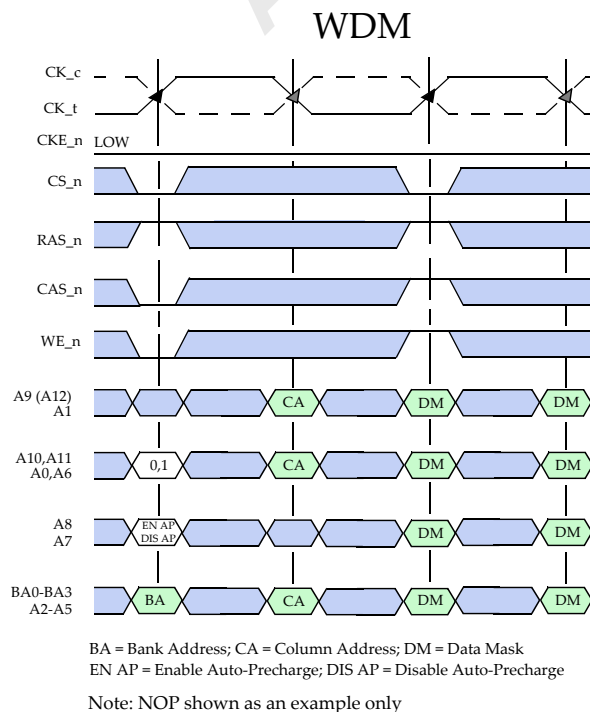 WDM
CK_c
CK_t
CKE_n LOW
CS_n
RAS_n
CAS_n
WE_n
A9 (A12)
A1
CA DM DM
A10,A11
A0,A6
0,1 CA DM DM
A8
A7
EN AP
DIS AP
DM DM
BA0-BA3
A2-A5
BA CA DM DM
BA = Bank Address; CA = Column Address; DM = Data Mask
EN AP = Enable Auto-Precharge; DIS AP = Disable Auto-Precharge
Note: NOP shown as an example only